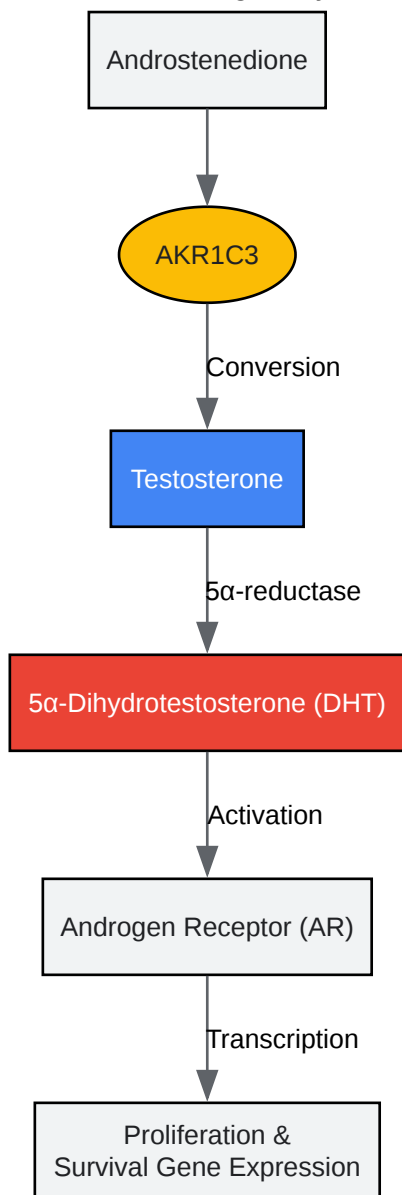 Androstenedione
AKR1C3
Conversion
Testosterone
5α-reductase
5α-Dihydrotestosterone (DHT)
Activation
Androgen Receptor (AR)
Transcription
Proliferation &
Survival Gene Expression